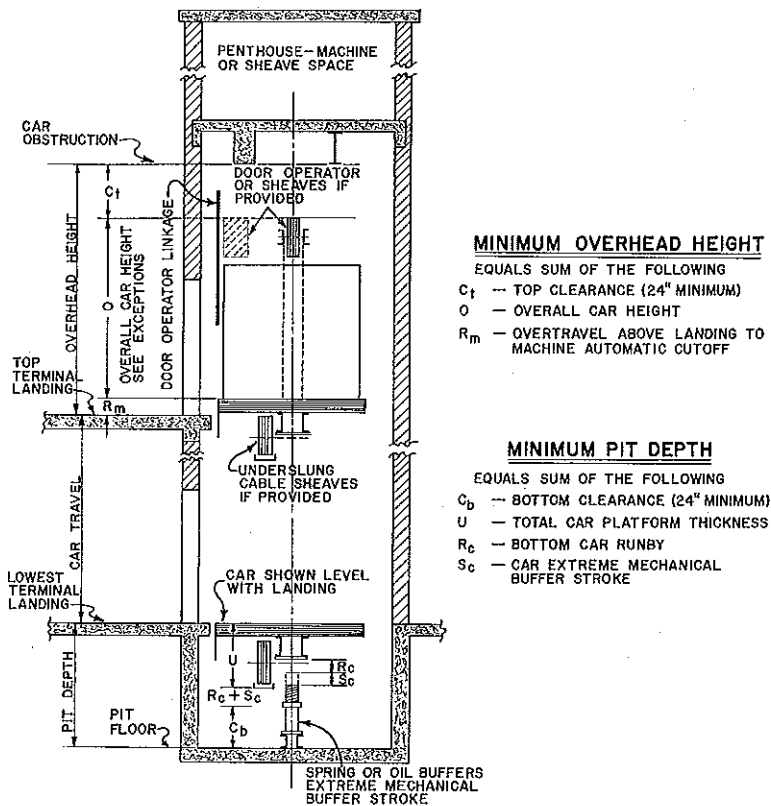 PENTHOUSE-MACHINE
OR SHEAVE SPACE
CAR
OBSTRUCTION
DOOR OPERATOR
OR SHEAVES IF
PROVIDED
Ct
O
Rm
OVERHEAD HEIGHT
OVERALL CAR HEIGHT
SEE EXCEPTIONS
DOOR OPERATOR LINKAGE
TOP
TERMINAL
LANDING
UNDERSLUNG
CABLE SHEAVES
IF PROVIDED
CAR TRAVEL
LOWEST
TERMINAL
LANDING
CAR SHOWN LEVEL
WITH LANDING
U
Rc
Sc
Rc + Sc
Cb
PIT DEPTH
PIT
FLOOR
SPRING OR OIL BUFFERS
EXTREME MECHANICAL
BUFFER STROKE
MINIMUM OVERHEAD HEIGHT
EQUALS SUM OF THE FOLLOWING
Ct — TOP CLEARANCE (24" MINIMUM)
O — OVERALL CAR HEIGHT
Rm — OVERTRAVEL ABOVE LANDING TO
MACHINE AUTOMATIC CUTOFF
MINIMUM PIT DEPTH
EQUALS SUM OF THE FOLLOWING
Cb — BOTTOM CLEARANCE (24" MINIMUM)
U — TOTAL CAR PLATFORM THICKNESS
Rc — BOTTOM CAR RUNBY
Sc — CAR EXTREME MECHANICAL
BUFFER STROKE